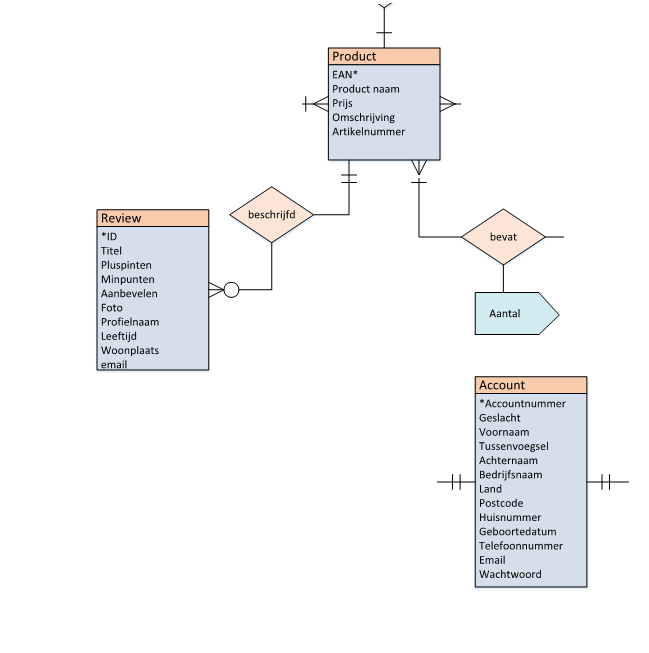 Product
EAN*
Product naam
Prijs
Omschrijving
Artikelnummer
beschrijfd
bevat
Aantal
Review
*ID
Titel
Pluspinten
Minpunten
Aanbevelen
Foto
Profielnaam
Leeftijd
Woonplaats
email
Account
*Accountnummer
Geslacht
Voornaam
Tussenvoegsel
Achternaam
Bedrijfsnaam
Land
Postcode
Huisnummer
Geboortedatum
Telefoonnummer
Email
Wachtwoord